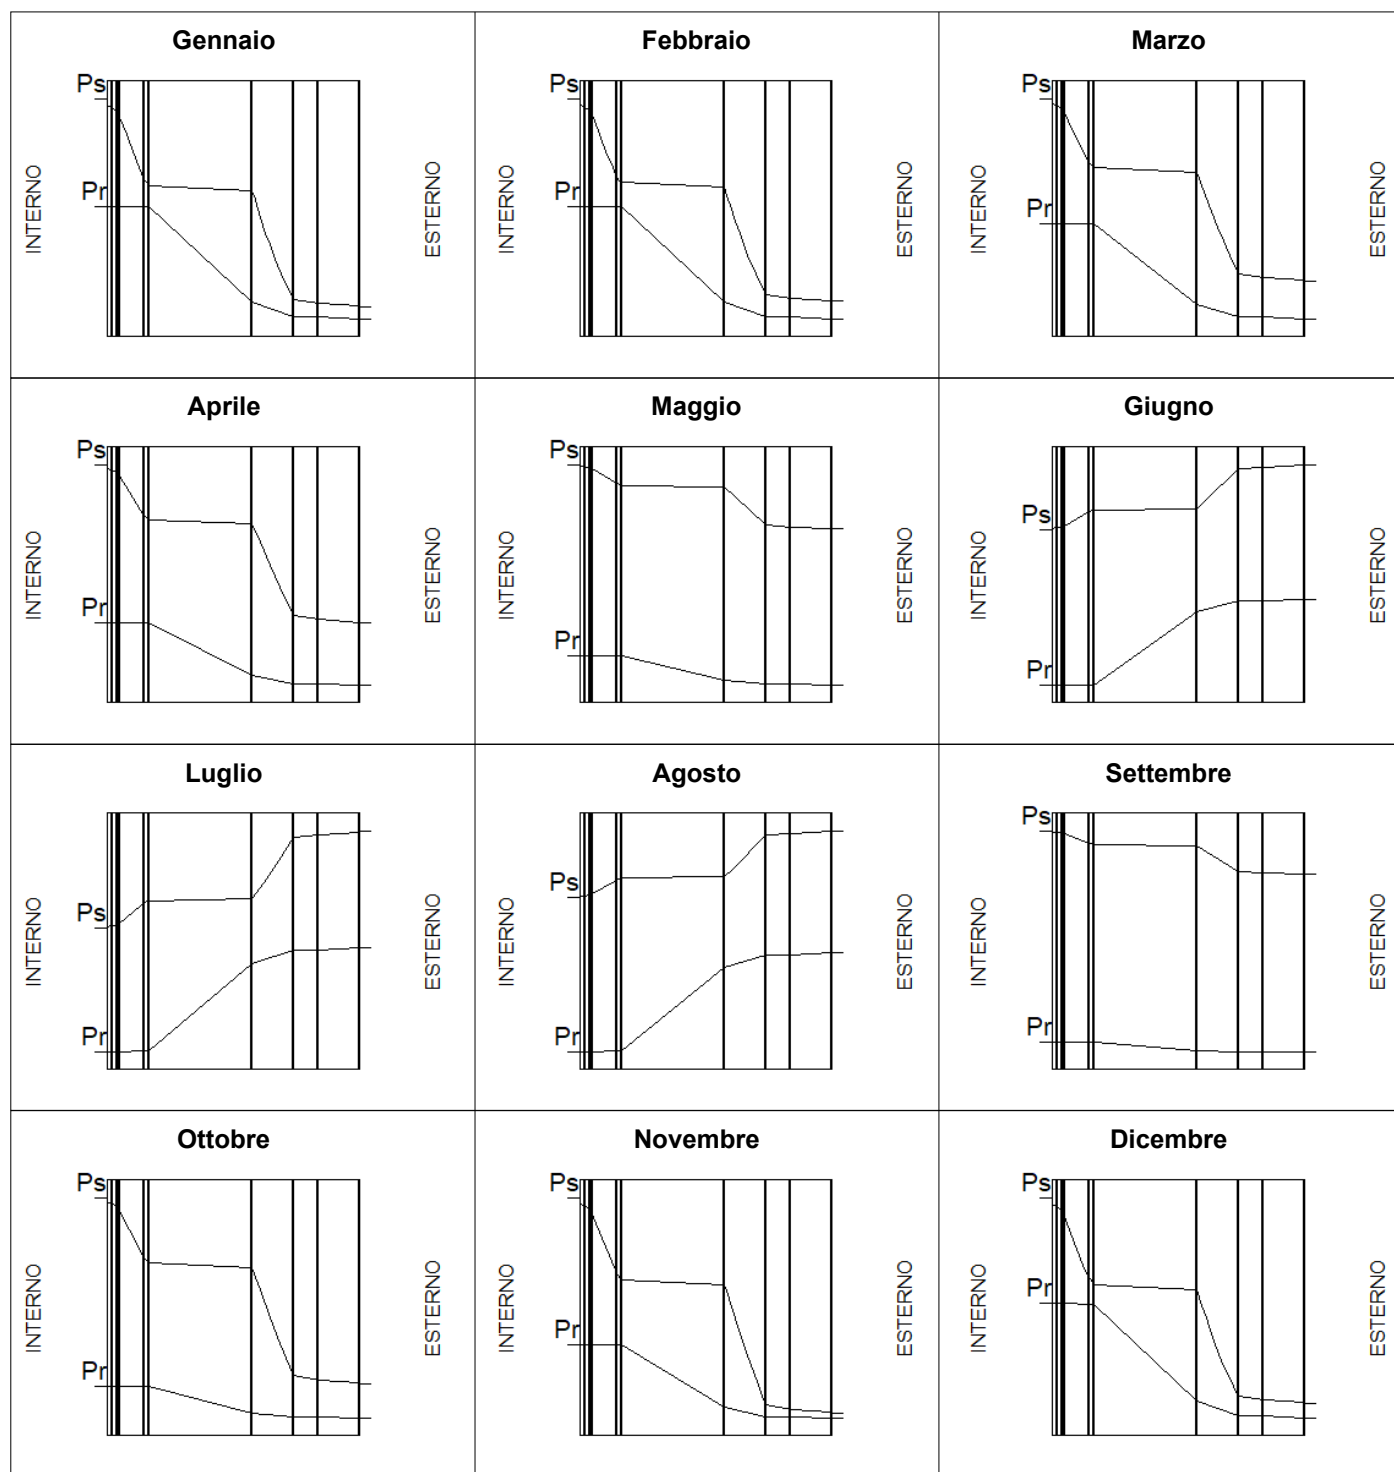 Gennaio
Febbraio
Marzo
Ps
Pr
INTERNO
ESTERNO
Ps
Pr
INTERNO
ESTERNO
Ps
Pr
INTERNO
ESTERNO
Aprile
Maggio
Giugno
Ps
Pr
INTERNO
ESTERNO
Ps
Pr
INTERNO
ESTERNO
Ps
Pr
INTERNO
ESTERNO
Luglio
Agosto
Settembre
Ps
Pr
INTERNO
ESTERNO
Ps
Pr
INTERNO
ESTERNO
Ps
Pr
INTERNO
ESTERNO
Ottobre
Novembre
Dicembre
Ps
Pr
INTERNO
ESTERNO
Ps
Pr
INTERNO
ESTERNO
Ps
Pr
INTERNO
ESTERNO